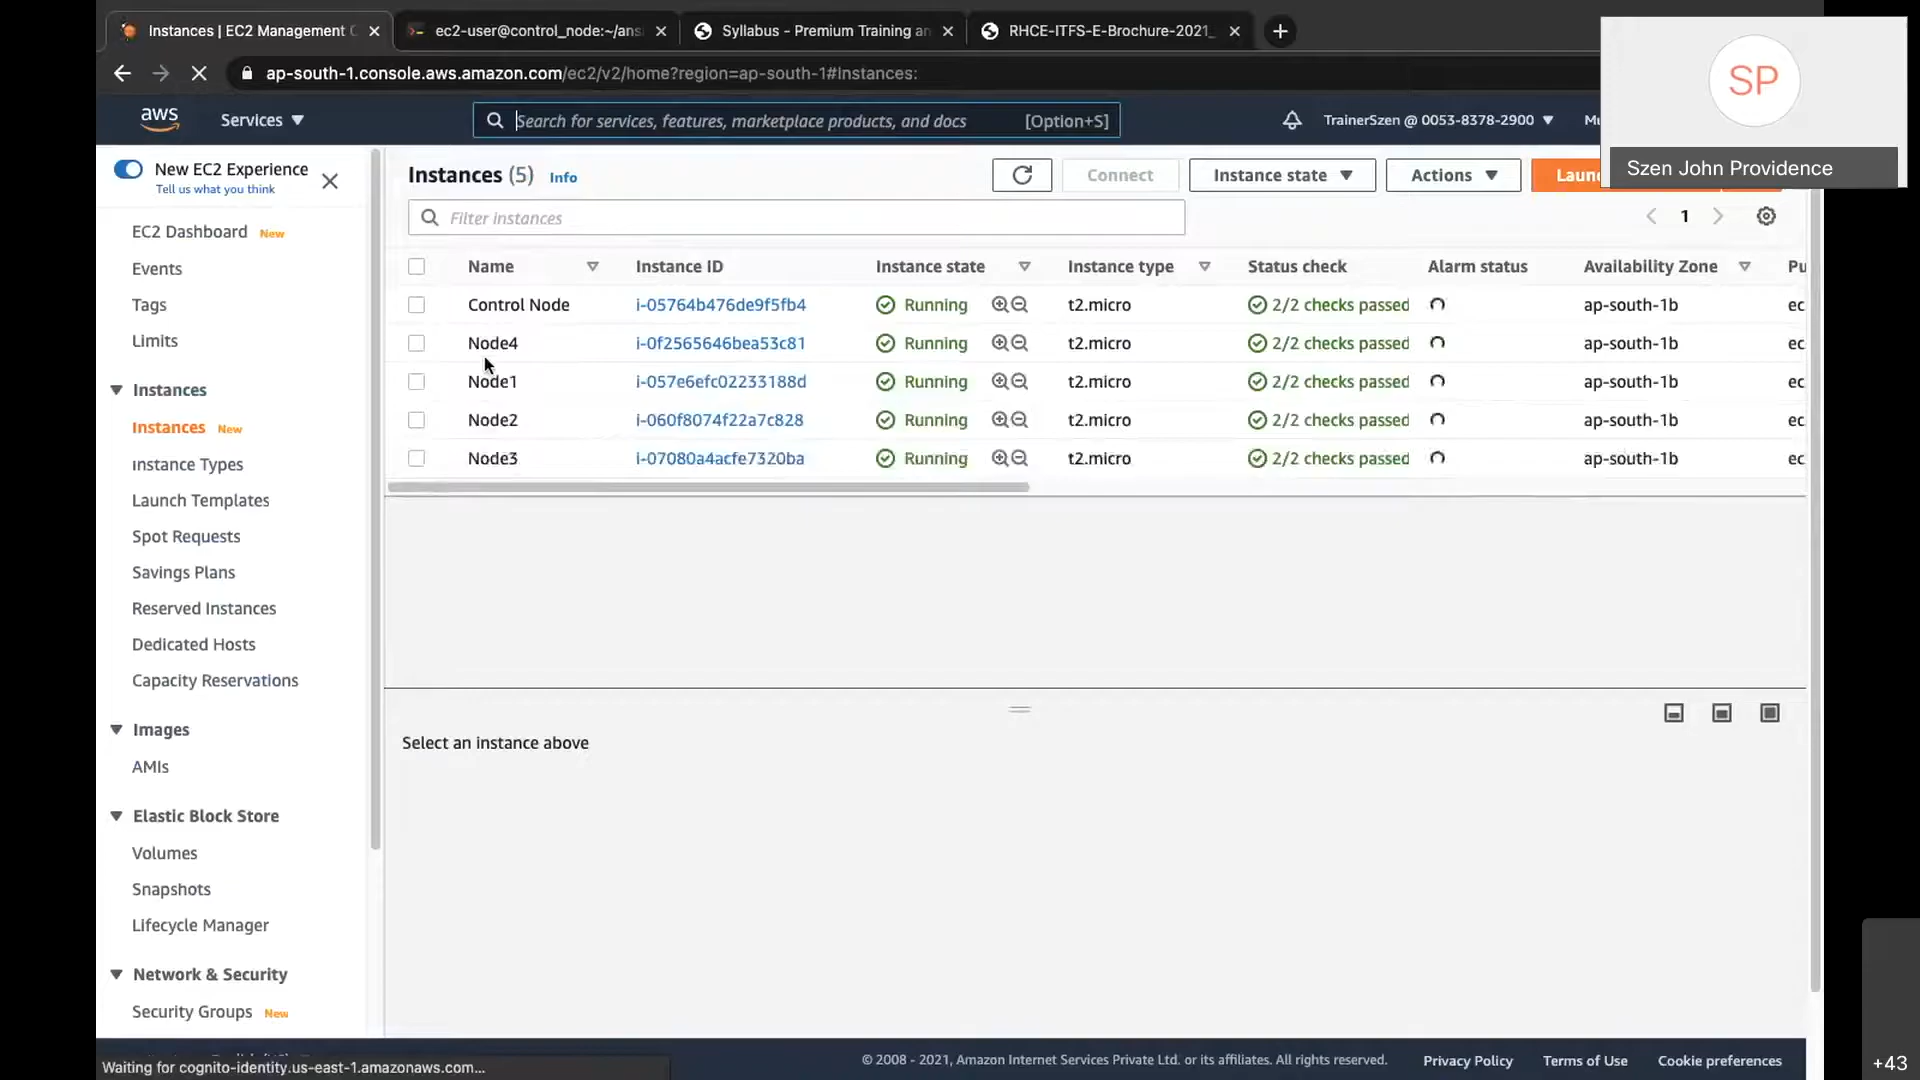 Instances | EC2 Management C
ec2-user@control_node:~/ans
Syllabus - Premium Training an
RHCE-ITFS-E-Brochure-2021_
ap-south-1.console.aws.amazon.com/ec2/v2/home?region=ap-south-1#Instances:
aws
Services
Search for services, features, marketplace products, and docs
[Option+S]
TrainerSzen @ 0053-8378-2900
SP
Szen John Providence
New EC2 Experience
Tell us what you think
EC2 Dashboard New
Events
Tags
Limits
Instances
Instances New
Instance Types
Launch Templates
Spot Requests
Savings Plans
Reserved Instances
Dedicated Hosts
Capacity Reservations
Images
AMIs
Elastic Block Store
Volumes
Snapshots
Lifecycle Manager
Network & Security
Security Groups New
Instances (5) Info
Connect
Instance state
Actions
Laun
Filter instances
1
Name Instance ID Instance state Instance type Status check Alarm status Availability Zone Pu
Control Node i-05764b476de9f5fb4 Running t2.micro 2/2 checks passed ap-south-1b ec
Node4 i-0f2565646bea53c81 Running t2.micro 2/2 checks passed ap-south-1b ec
Node1 i-057e6efc02233188d Running t2.micro 2/2 checks passed ap-south-1b ec
Node2 i-060f8074f22a7c828 Running t2.micro 2/2 checks passed ap-south-1b ec
Node3 i-07080a4acfe7320ba Running t2.micro 2/2 checks passed ap-south-1b ec
Select an instance above
Waiting for cognito-identity.us-east-1.amazonaws.com...
© 2008 - 2021, Amazon Internet Services Private Ltd. or its affiliates. All rights reserved.
Privacy Policy
Terms of Use
Cookie preferences
+43